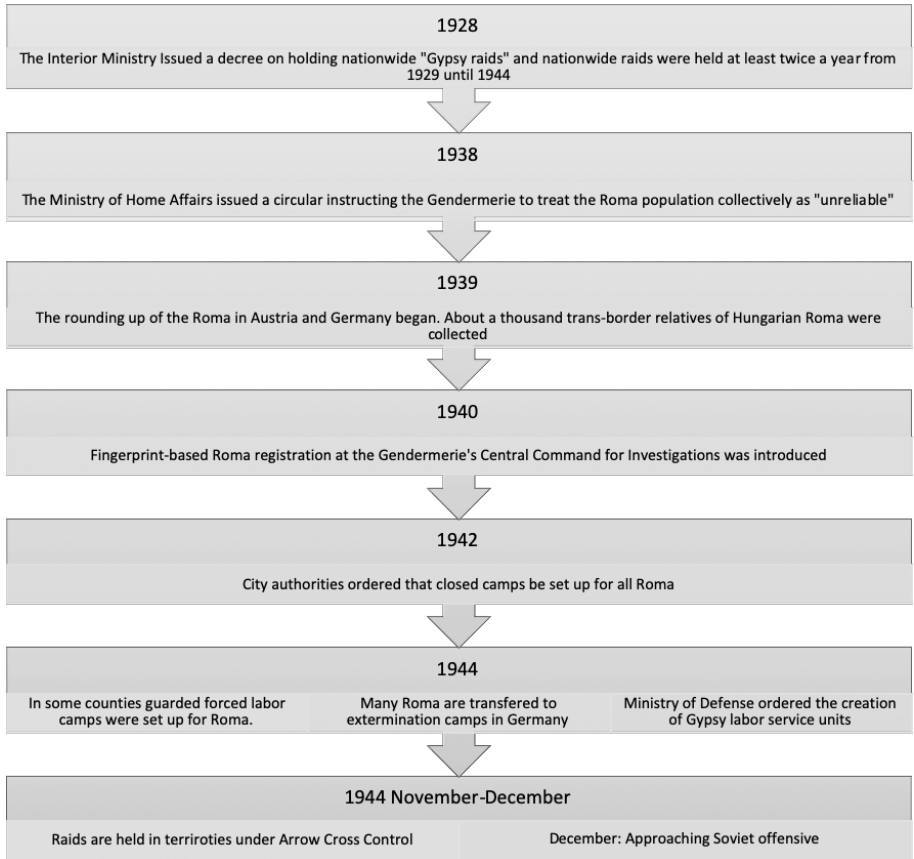 1928
The Interior Ministry Issued a decree on holding nationwide "Gypsy raids" and nationwide raids were held at least twice a year from
1929 until 1944
1938
The Ministry of Home Affairs issued a circular instructing the Gendermerie to treat the Roma population collectively as "unreliable"
1939
The rounding up of the Roma in Austria and Germany began. About a thousand trans-border relatives of Hungarian Roma were
collected
1940
Fingerprint-based Roma registration at the Gendermerie's Central Command for Investigations was introduced
1942
City authorities ordered that closed camps be set up for all Roma
1944
In some counties guarded forced labor
camps were set up for Roma.
Many Roma are transfered to
extermination camps in Germany
Ministry of Defense ordered the creation
of Gypsy labor service units
1944 November-December
Raids are held in terriroties under Arrow Cross Control
December: Approaching Soviet offensive